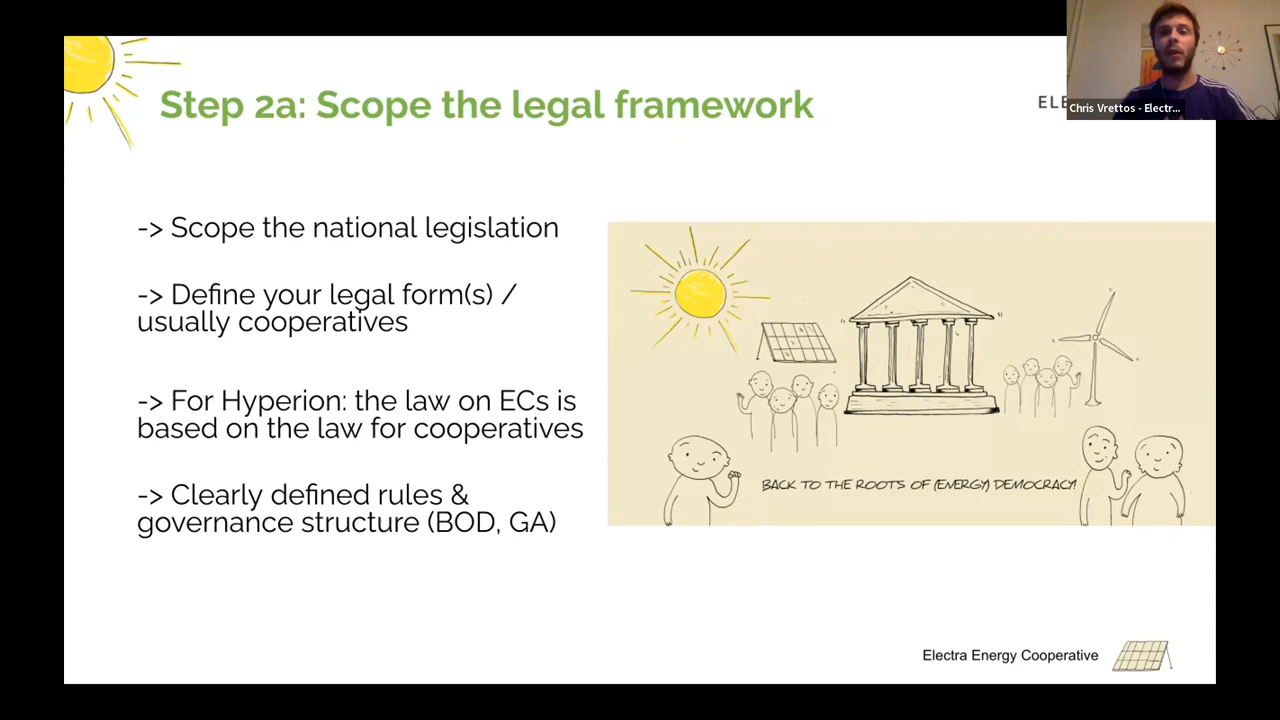 Step 2a: Scope the legal framework
ELE
Chris Vrettos - Electr...
-> Scope the national legislation
-> Define your legal form(s) /
usually cooperatives
-> For Hyperion: the law on ECs is
based on the law for cooperatives
-> Clearly defined rules &
governance structure (BOD, GA)
BACK TO THE ROOTS OF (ENERGY) DEMOCRACY!
Electra Energy Cooperative